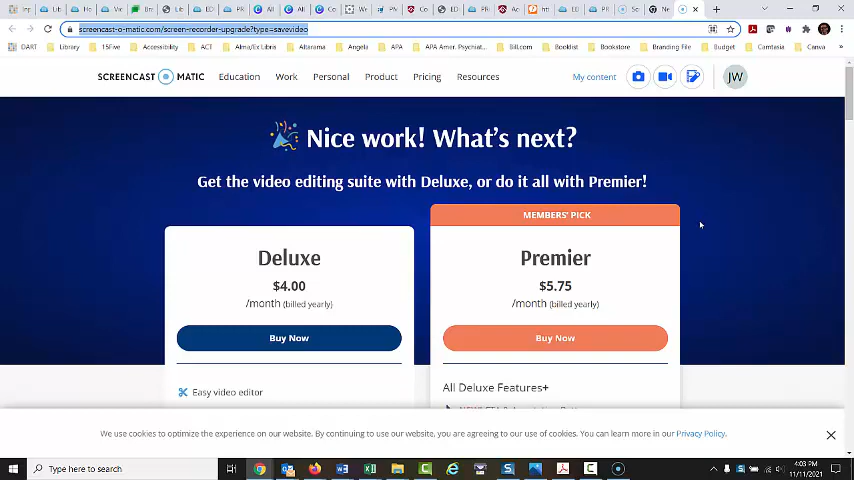 screencast-o-matic.com/screen-recorder-upgrade?type=savevideo
DART Library 15Five Accessibility ACT Alma/Ex Libris Altarama Angela APA APA Amer. Psychiat... Bill.com Booklist Bookstore Branding File Budget Camtasia Canva
SCREENCAST O MATIC Education Work Personal Product Pricing Resources My content JW
Nice work! What's next?
Get the video editing suite with Deluxe, or do it all with Premier!
MEMBERS' PICK
Deluxe
$4.00
/month (billed yearly)
Buy Now
Easy video editor
Premier
$5.75
/month (billed yearly)
Buy Now
All Deluxe Features+
We use cookies to optimize the experience on our website. By continuing to use our website, you are agreeing to our use of cookies. You can learn more in our Privacy Policy.
Type here to search
4:03 PM
11/11/2021